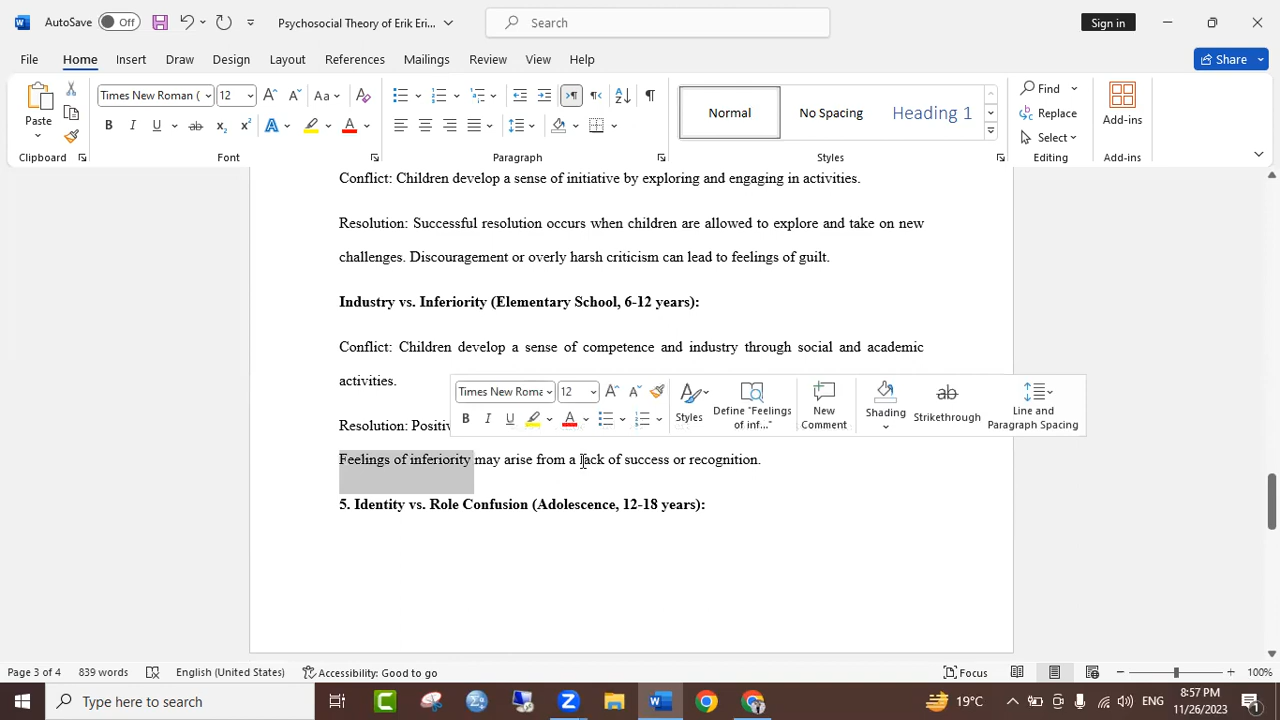 AutoSave Off Psychosocial Theory of Erik Eri... Search Sign in
File Home Insert Draw Design Layout References Mailings Review View Help Share
Paste Times New Roman ( 12 Aa Normal No Spacing Heading 1 Find Replace Select Add-ins
Clipboard Font Paragraph Styles Editing Add-ins
Conflict: Children develop a sense of initiative by exploring and engaging in activities.
Resolution: Successful resolution occurs when children are allowed to explore and take on new
challenges. Discouragement or overly harsh criticism can lead to feelings of guilt.
Industry vs. Inferiority (Elementary School, 6-12 years):
Conflict: Children develop a sense of competence and industry through social and academic
activities.
Times New Roma 12 Styles Define "Feelings of inf..." New Comment Shading Strikethrough Line and Paragraph Spacing
Resolution: Positiv
Feelings of inferiority may arise from a lack of success or recognition.
5. Identity vs. Role Confusion (Adolescence, 12-18 years):
Page 3 of 4 839 words English (United States) Accessibility: Good to go Focus 100%
Type here to search 19°C ENG 8:57 PM
11/26/2023